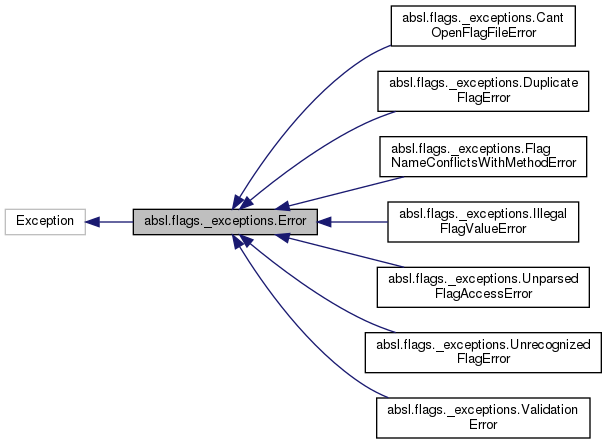 absl.flags._exceptions.Cant
OpenFlagFileError
absl.flags._exceptions.Duplicate
FlagError
absl.flags._exceptions.Flag
NameConflictsWithMethodError
Exception
absl.flags._exceptions.Error
absl.flags._exceptions.Illegal
FlagValueError
absl.flags._exceptions.Unparsed
FlagAccessError
absl.flags._exceptions.Unrecognized
FlagError
absl.flags._exceptions.Validation
Error